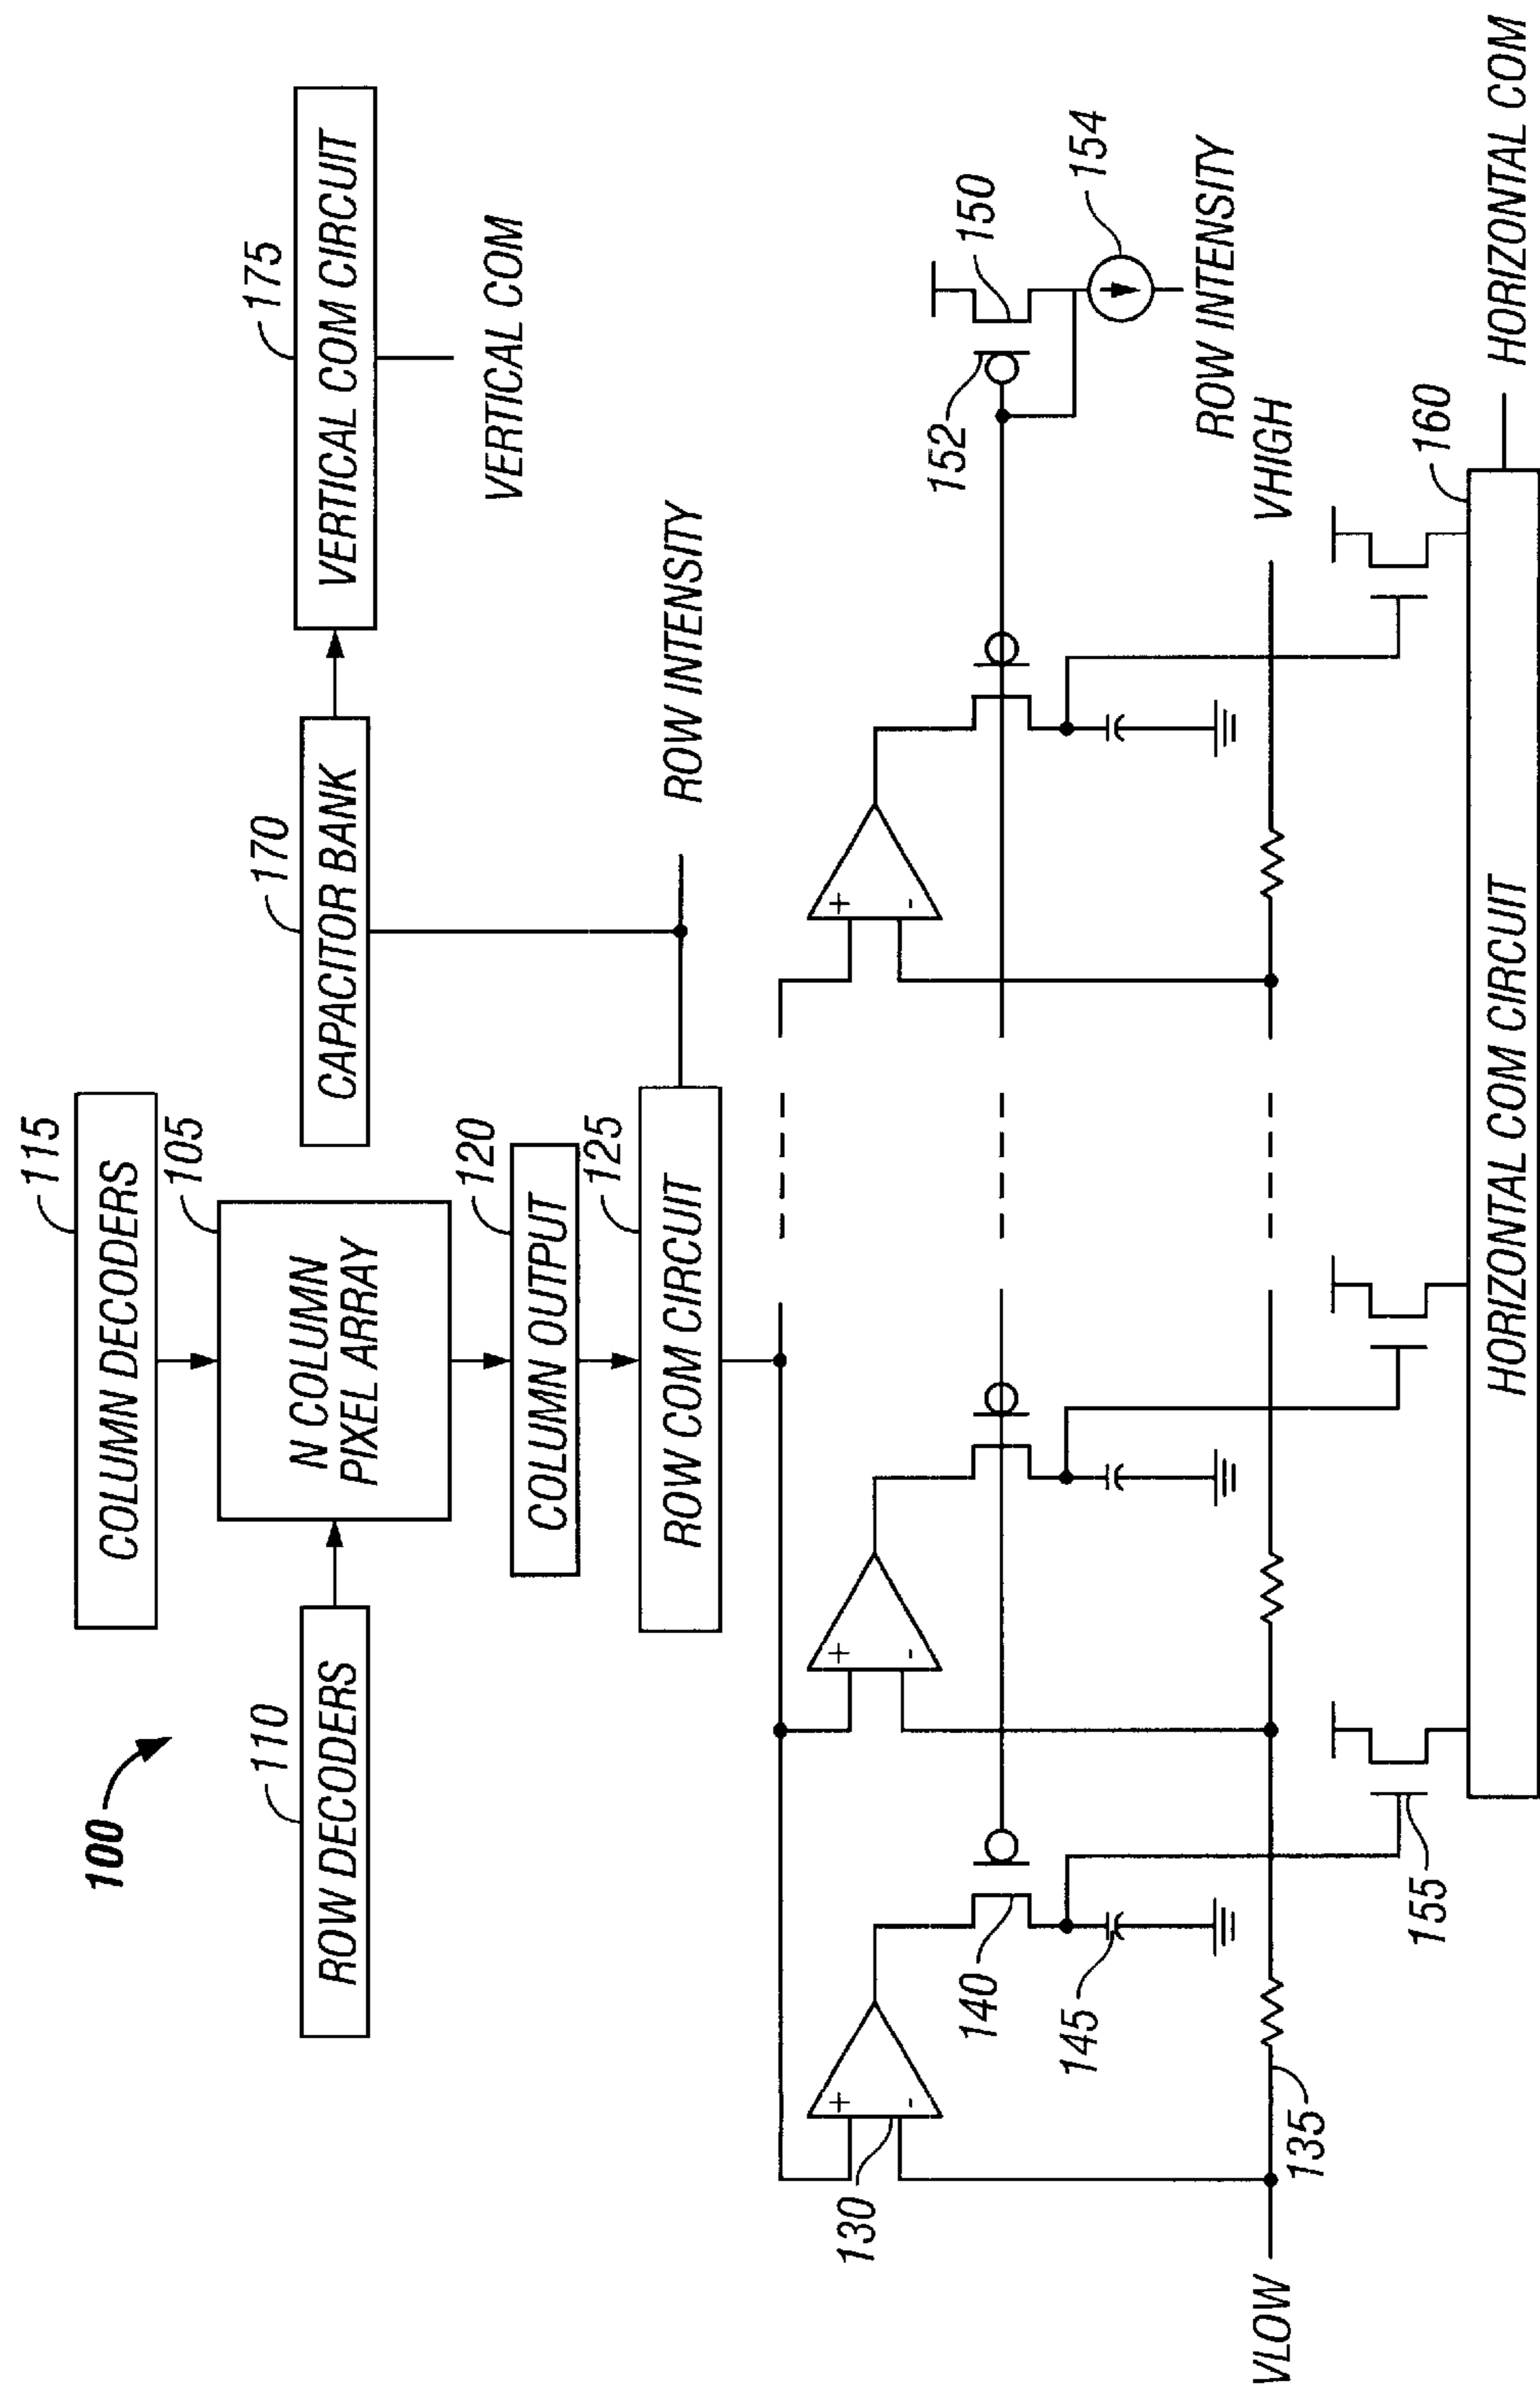 100
115
COLUMN DECODERS
110
ROW DECODERS
105
N COLUMN
PIXEL ARRAY
170
CAPACITOR BANK
175
VERTICAL COM CIRCUIT
VERTICAL COM
120
COLUMN OUTPUT
125
ROW COM CIRCUIT
ROW INTENSITY
130
+
-
+
-
+
-
140
145
152
150
154
ROW INTENSITY
VLOW
135
VHIGH
155
160
HORIZONTAL COM CIRCUIT
HORIZONTAL COM